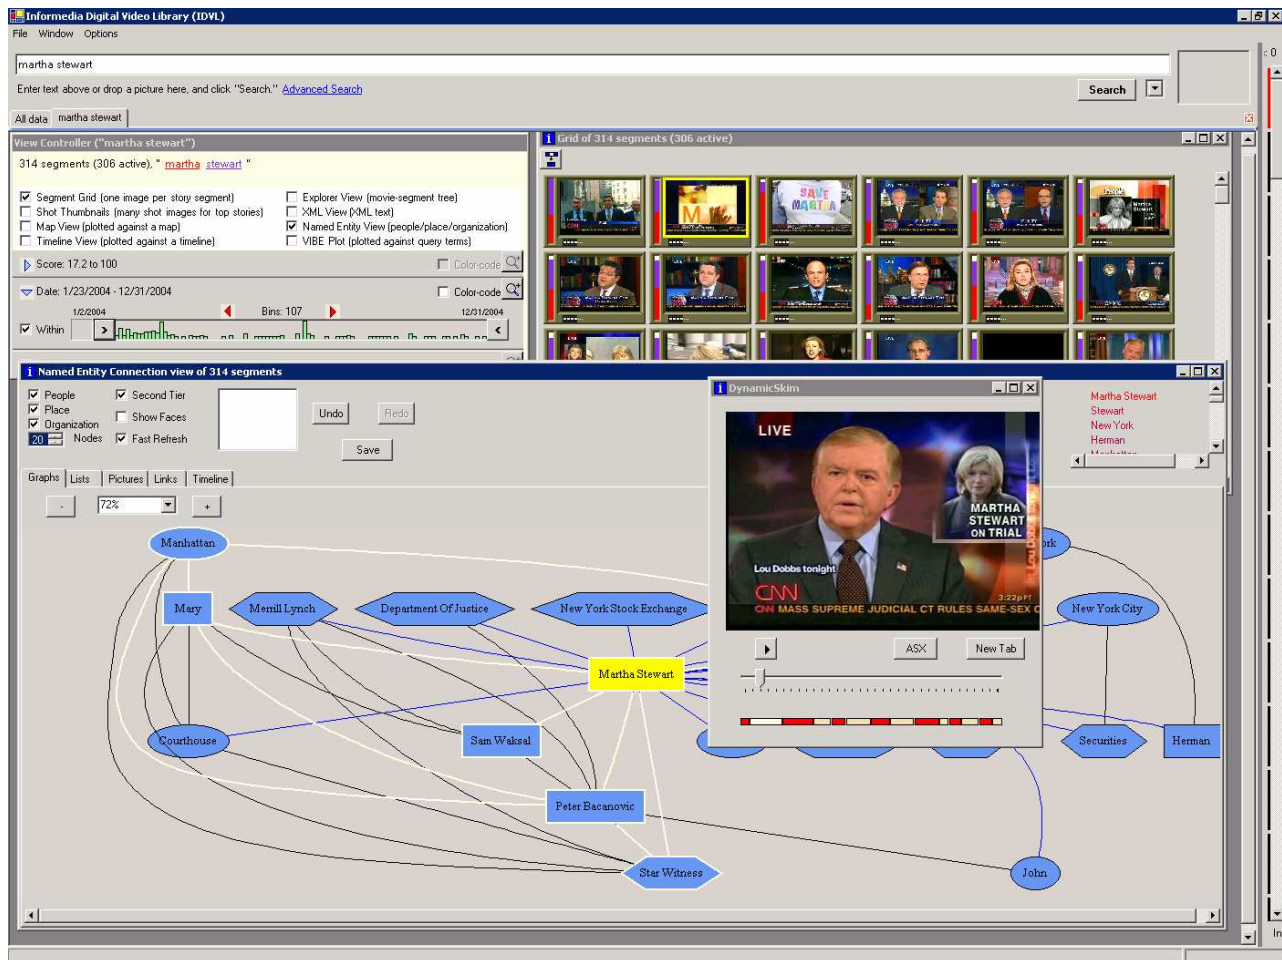 Informedia Digital Video Library (IDVL)
File Window Options
martha stewart
: 0
Enter text above or drop a picture here, and click "Search." Advanced Search
Search
All data martha stewart
View Controller ("martha stewart")
314 segments (306 active), " martha stewart "
Segment Grid (one image per story segment)
Explorer View (movie-segment tree)
Shot Thumbnails (many shot images for top stories)
XML View (XML text)
Map View (plotted against a map)
Named Entity View (people/place/organization)
Timeline View (plotted against a timeline)
VIBE Plot (plotted against query terms)
Score: 17.2 to 100
Color-code
Date: 1/23/2004 - 12/31/2004
Color-code
1/2/2004
Bins: 107
12/31/2004
Within
Grid of 314 segments (306 active)
SAVE
MARTHA
People
M
Named Entity Connection view of 314 segments
People
Second Tier
Place
Show Faces
Organization
20 Nodes
Fast Refresh
Undo
Redo
Save
Martha Stewart
Stewart
New York
Herman
Manhattan
Graphs Lists Pictures Links Timeline
-
72%
+
DynamicSkim
LIVE
MARTHA
STEWART
ON TRIAL
Lou Dobbs tonight
CNN
3:22p PT
CNN MASS SUPREME JUDICIAL CT RULES SAME-SEX C
ASX
New Tab
Manhattan
ork
Mary
Merrill Lynch
Department Of Justice
New York Stock Exchange
New York City
Martha Stewart
Courthouse
Sam Waksal
Securities
Herman
Peter Bacanovic
Star Witness
John
In